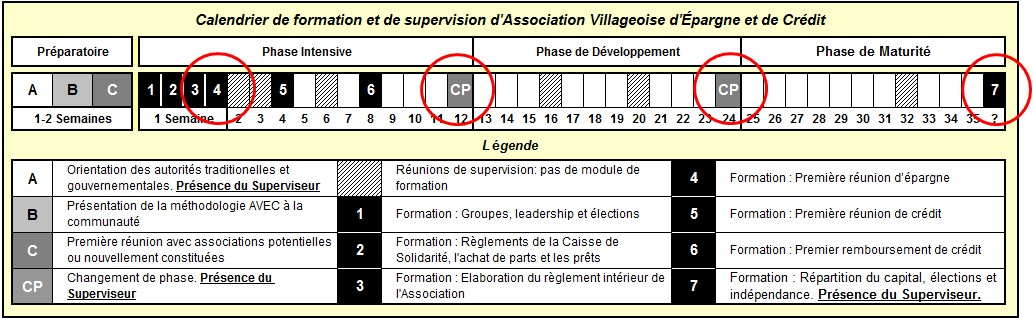 Calendrier de formation et de supervision d'Association Villageoise d'Épargne et de Crédit
Préparatoire Phase Intensive Phase de Développement Phase de Maturité
A B C 1 2 3 4 5 6 CP CP 7
1-2 Semaines 1 Semaine 2 3 4 5 6 7 8 9 10 11 12 13 14 15 16 17 18 19 20 21 22 23 24 25 26 27 28 29 30 31 32 33 34 35 ?
Légende
A Orientation des autorités traditionelles et
gouvernementales. Présence du Superviseur
Réunions de supervision: pas de module de
formation
4 Formation : Première réunion d'épargne
B Présentation de la méthodologie AVEC à la
communauté
1 Formation : Groupes, leadership et élections
5 Formation : Première réunion de crédit
C Première réunion avec associations potentielles
ou nouvellement constituées
2 Formation : Règlements de la Caisse de
Solidarité, l'achat de parts et les prêts
6 Formation : Premier remboursement de crédit
CP Changement de phase. Présence du
Superviseur
3 Formation : Elaboration du règlement intérieur de
l'Association
7 Formation : Répartition du capital, élections et
indépendance. Présence du Superviseur.